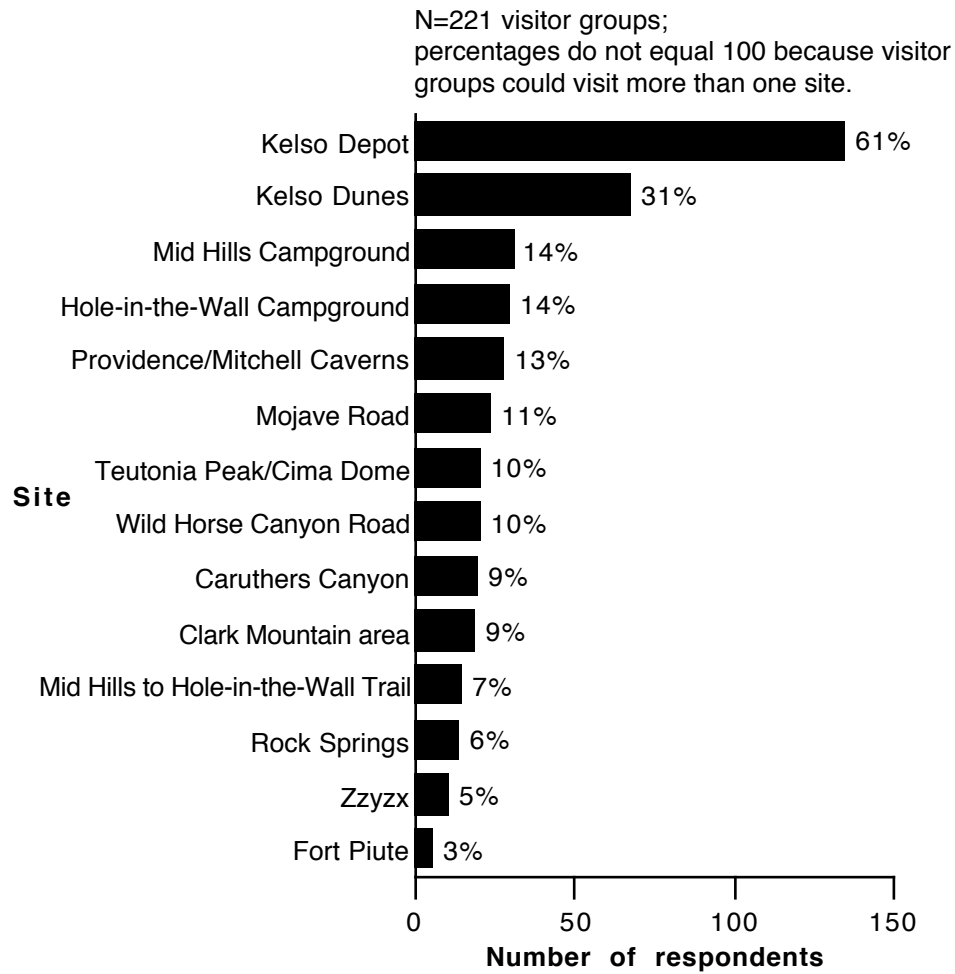 N=221 visitor groups;
percentages do not equal 100 because visitor
groups could visit more than one site.
Kelso Depot 61%
Kelso Dunes 31%
Mid Hills Campground 14%
Hole-in-the-Wall Campground 14%
Providence/Mitchell Caverns 13%
Mojave Road 11%
Teutonia Peak/Cima Dome 10%
Site
Wild Horse Canyon Road 10%
Caruthers Canyon 9%
Clark Mountain area 9%
Mid Hills to Hole-in-the-Wall Trail 7%
Rock Springs 6%
Zzyzx 5%
Fort Piute 3%
0 50 100 150
Number of respondents